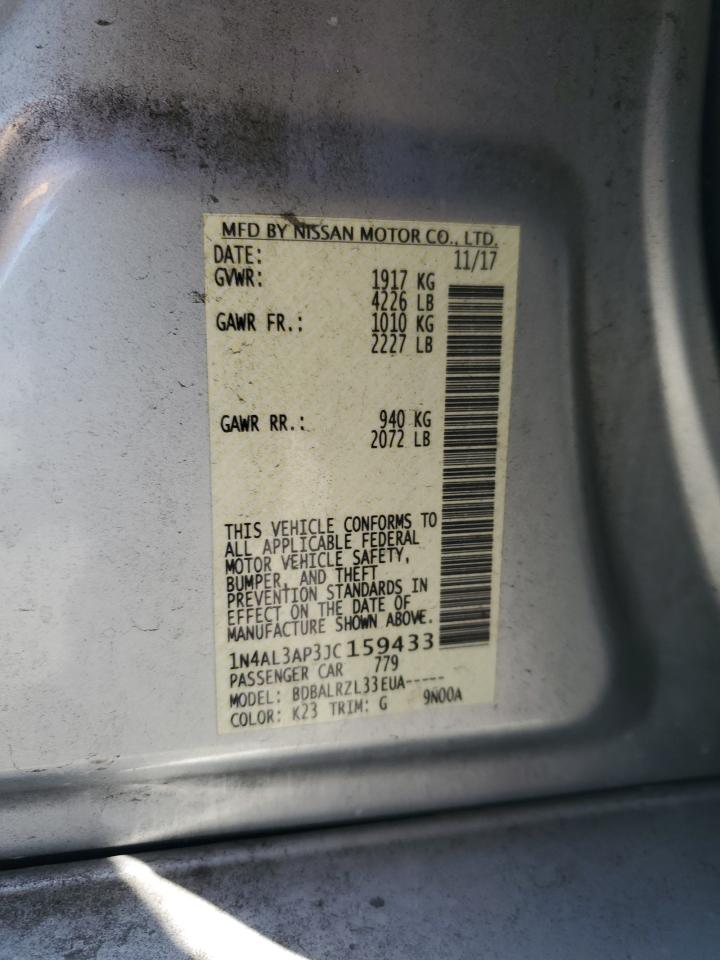 MFD BY NISSAN MOTOR CO., LTD.
DATE: 11/17
GVWR: 1917 KG
4226 LB
GAWR FR.: 1010 KG
2227 LB
GAWR RR.: 940 KG
2072 LB
THIS VEHICLE CONFORMS TO
ALL APPLICABLE FEDERAL
MOTOR VEHICLE SAFETY,
BUMPER, AND THEFT
PREVENTION STANDARDS IN
EFFECT ON THE DATE OF
MANUFACTURE SHOWN ABOVE.
1N4AL3AP3JC159433
PASSENGER CAR 779
MODEL: BDBALRZL33EUA-----
COLOR: K23 TRIM: G 9N00A